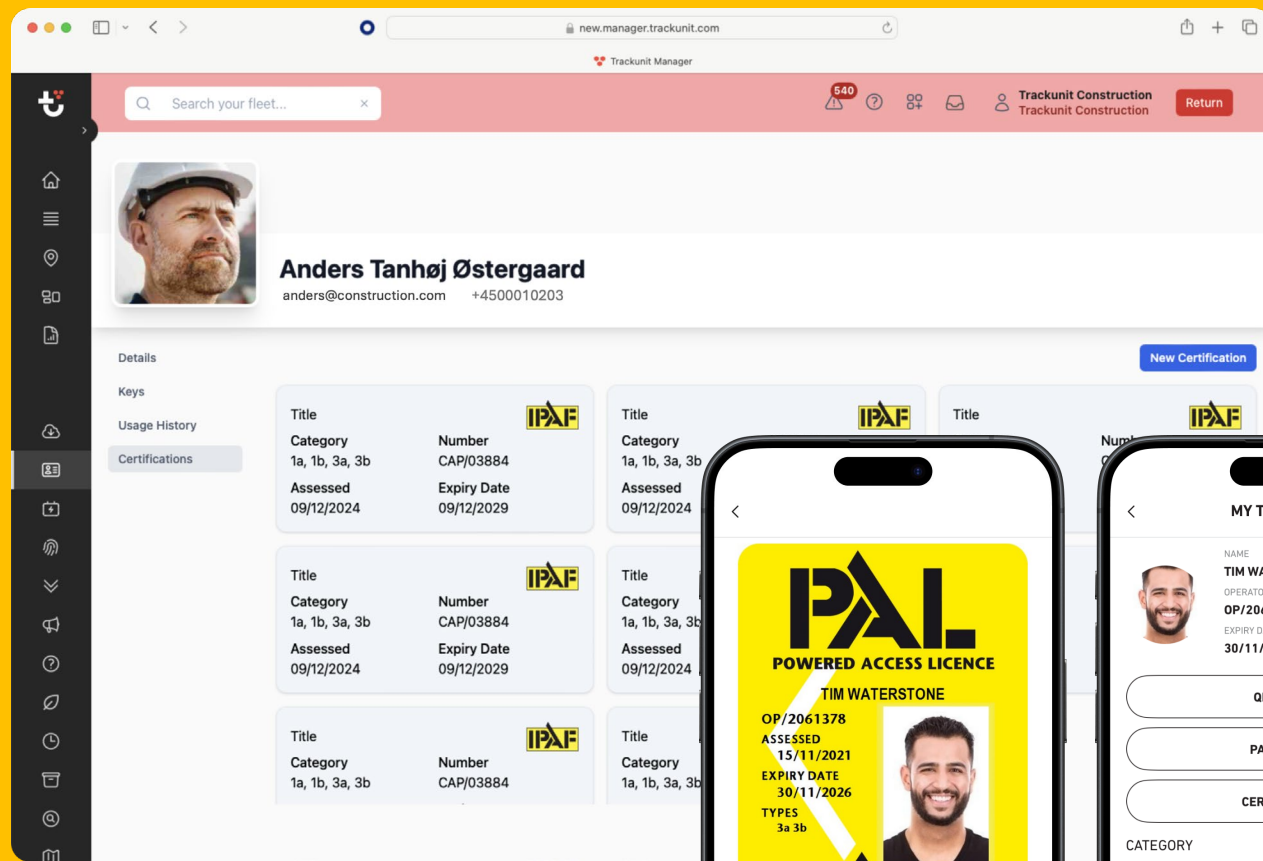 new.manager.trackunit.com
Trackunit Manager
Search your fleet...
540
Trackunit Construction
Trackunit Construction
Return
Anders Tanhøj Østergaard
anders@construction.com +4500010203
Details
Keys
Usage History
Certifications
New Certification
Title
IPAF
Category Number
1a, 1b, 3a, 3b CAP/03884
Assessed Expiry Date
09/12/2024 09/12/2029
Title
IPAF
Category
1a, 1b, 3a, 3b
Assessed
09/12/2024
Title
IPAF
Title
IPAF
Category Number
1a, 1b, 3a, 3b CAP/03884
Assessed Expiry Date
09/12/2024 09/12/2029
Title
Category
1a, 1b, 3a, 3b
Assessed
09/12/2024
Title
IPAF
Category Number
1a, 1b, 3a, 3b CAP/03884
Title
Category
1a, 1b, 3a, 3b
PAL
POWERED ACCESS LICENCE
TIM WATERSTONE
OP/2061378
ASSESSED
15/11/2021
EXPIRY DATE
30/11/2026
TYPES
3a 3b
MY
NAME
TIM
30/11/
CATEGORY